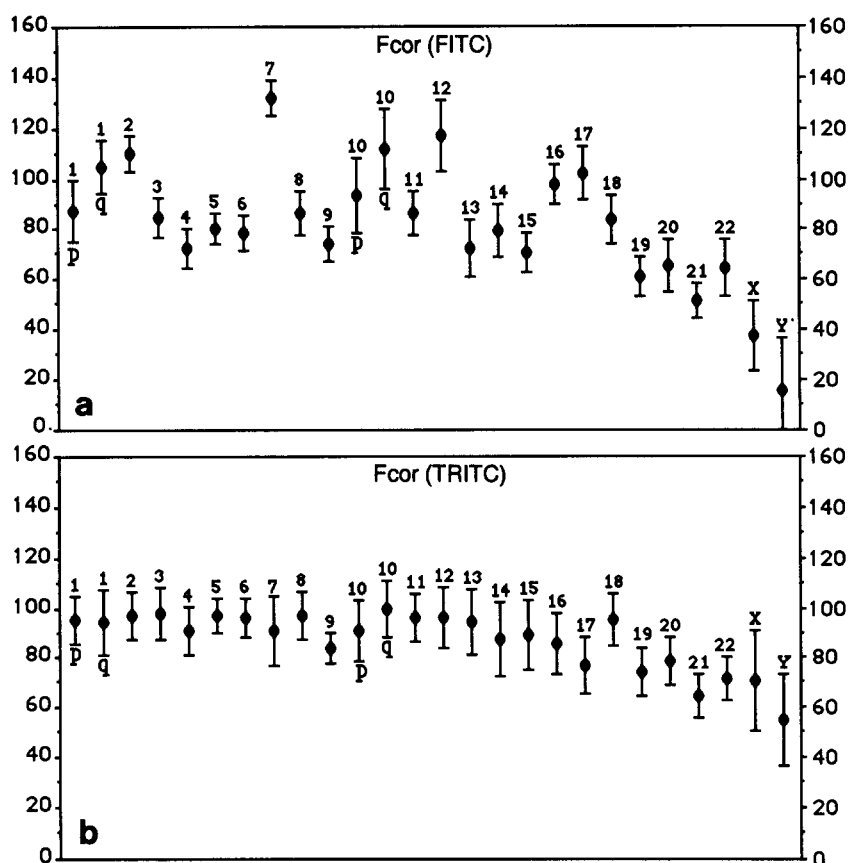 160 Fcor (FITC) 160
140 7 140
120 1 1 2 10 10 12 16 17 120
100 100
80 3 4 5 6 8 9 11 13 14 15 18 80
60 p q p q 19 20 21 22 60
40 X 40
20 Y 20
a
0 0
160 Fcor (TRITC) 160
140 140
120 120
100 1 1 2 3 4 5 6 7 8 9 10 10 11 12 13 14 15 16 17 18 19 20 21 22 X Y 100
80 p q p q 80
60 60
40 40
20 20
b
0 0